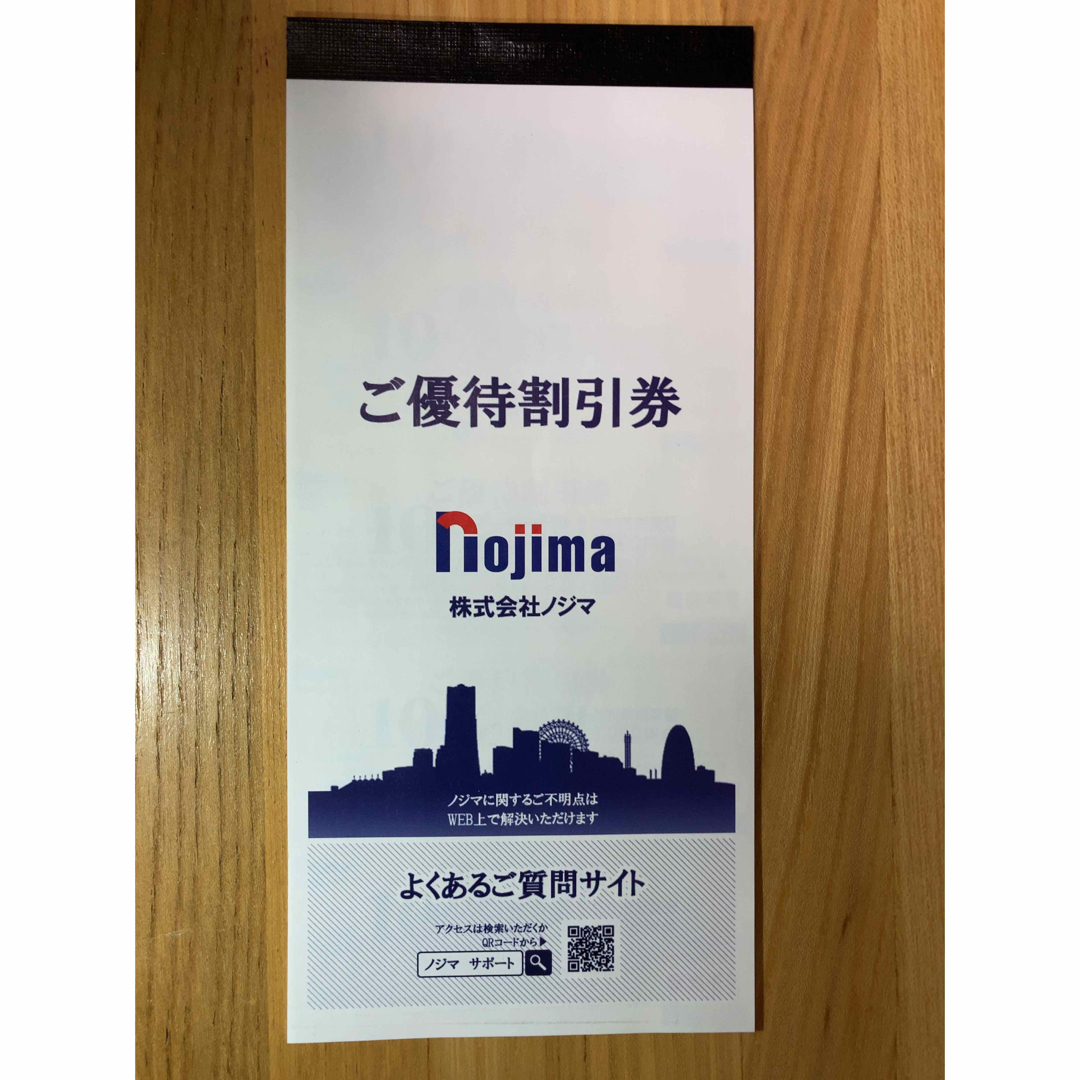 ご優待割引券
nojima
株式会社ノジマ
ノジマに関するご不明点は
WEB上で解決いただけます
よくあるご質問サイト
アクセスは検索いただくか
QRコードから▶
ノジマ サポート